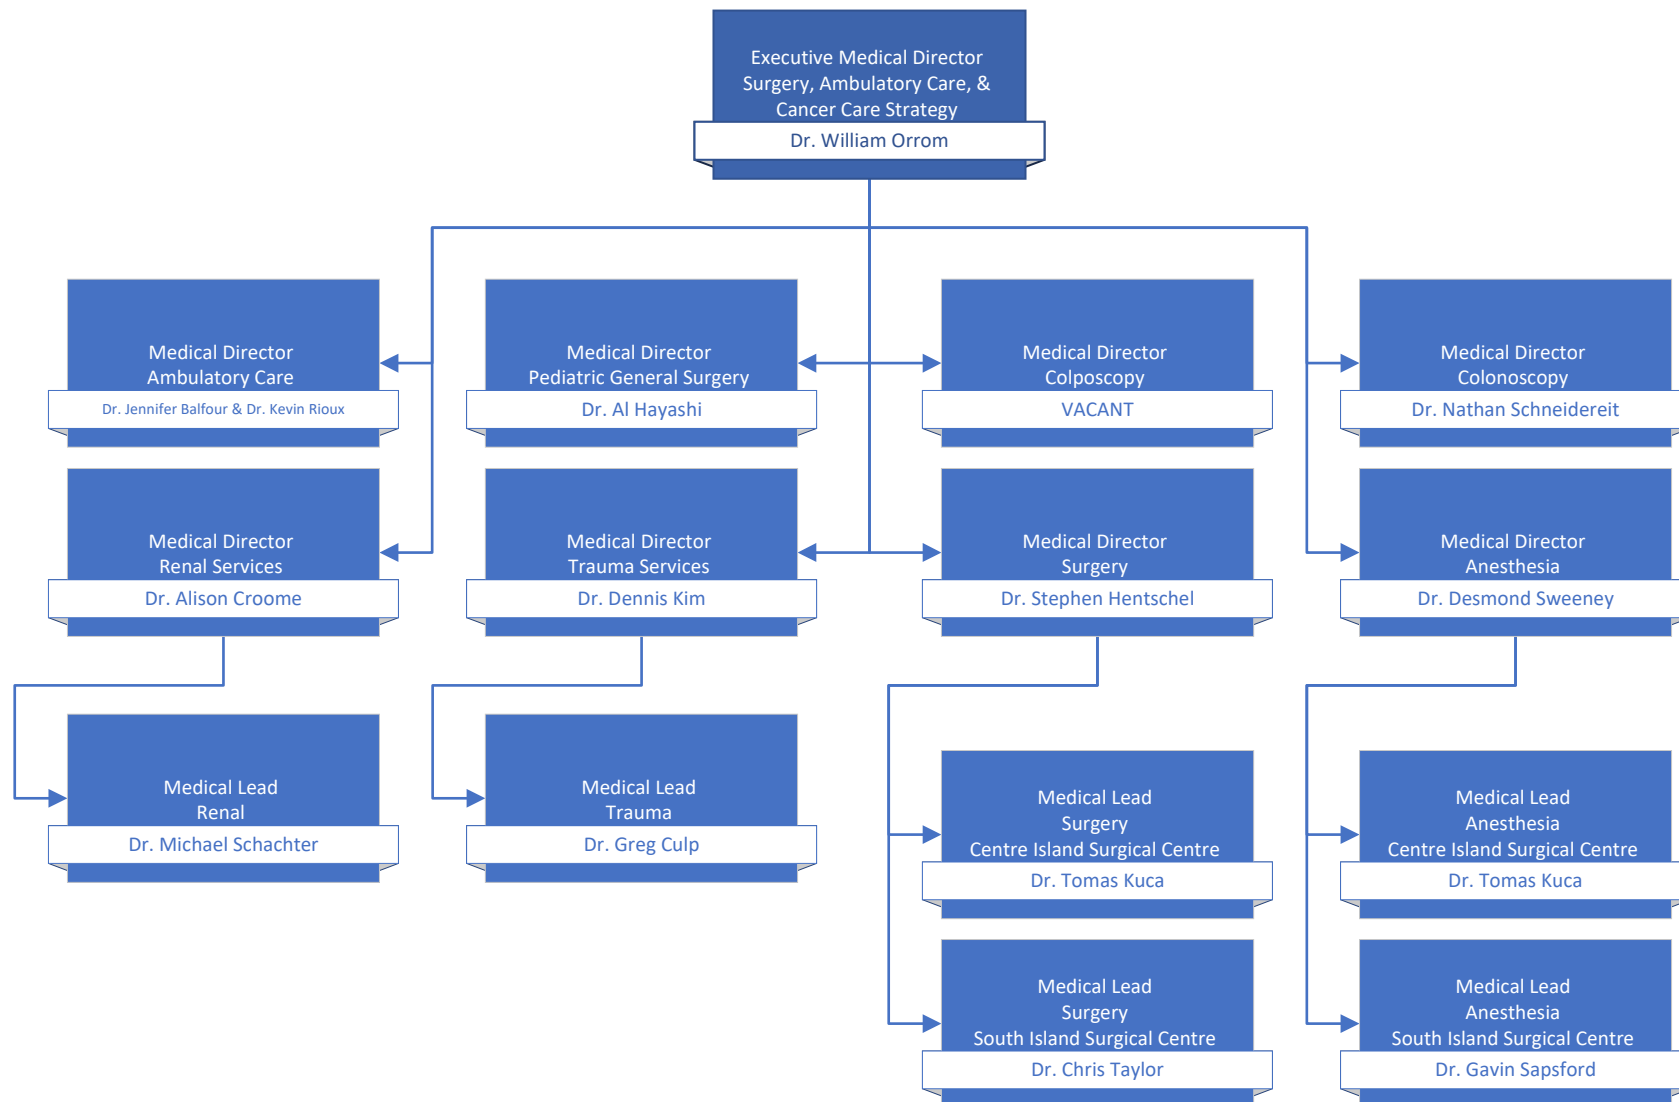 Executive Medical Director
Surgery, Ambulatory Care, &
Cancer Care Strategy
Dr. William Orrom
Medical Director
Ambulatory Care
Dr. Jennifer Balfour & Dr. Kevin Rioux
Medical Director
Pediatric General Surgery
Dr. Al Hayashi
Medical Director
Colposcopy
VACANT
Medical Director
Colonoscopy
Dr. Nathan Schneidereit
Medical Director
Renal Services
Dr. Alison Croome
Medical Director
Trauma Services
Dr. Dennis Kim
Medical Director
Surgery
Dr. Stephen Hentschel
Medical Director
Anesthesia
Dr. Desmond Sweeney
Medical Lead
Renal
Dr. Michael Schachter
Medical Lead
Trauma
Dr. Greg Culp
Medical Lead
Surgery
Centre Island Surgical Centre
Dr. Tomas Kuca
Medical Lead
Anesthesia
Centre Island Surgical Centre
Dr. Tomas Kuca
Medical Lead
Surgery
South Island Surgical Centre
Dr. Chris Taylor
Medical Lead
Anesthesia
South Island Surgical Centre
Dr. Gavin Sapsford